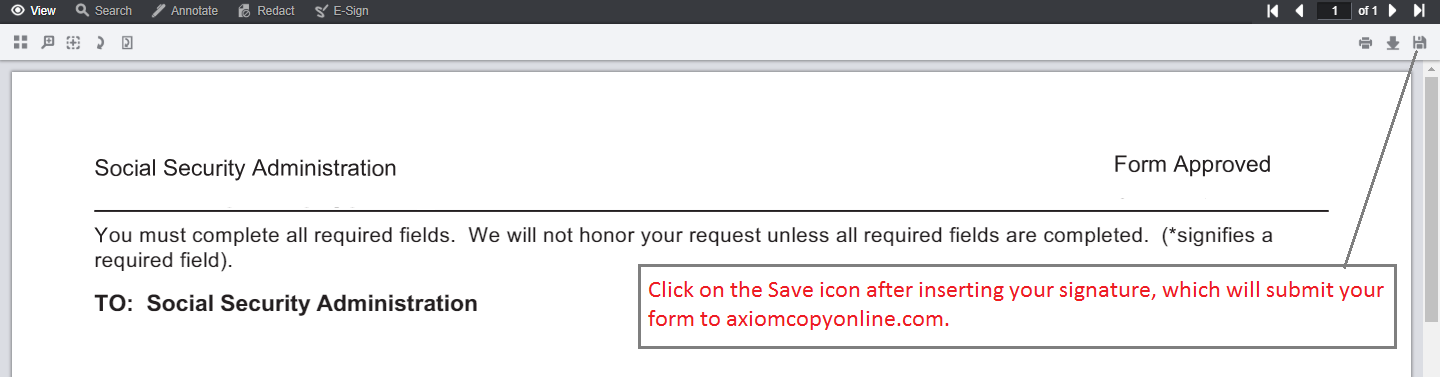 View Search Annotate Redact E-Sign 1 of 1
Social Security Administration Form Approved
You must complete all required fields. We will not honor your request unless all required fields are completed. (*signifies a
required field).
TO: Social Security Administration
Click on the Save icon after inserting your signature, which will submit your
form to axiomcopyonline.com.